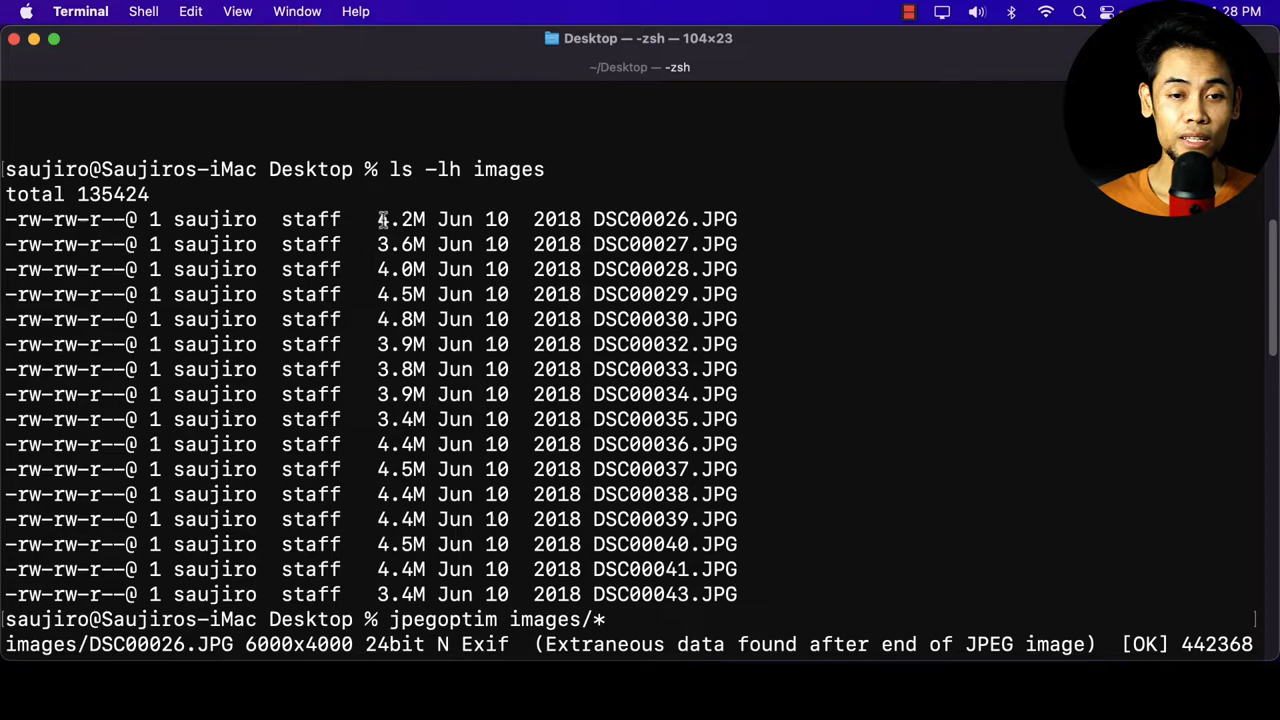 Terminal Shell Edit View Window Help :28 PM
Desktop — -zsh — 104×23
~/Desktop — -zsh
[saujiro@Saujiros-iMac Desktop % ls -lh images
total 135424
-rw-rw-r--@ 1 saujiro  staff   4.2M Jun 10  2018 DSC00026.JPG
-rw-rw-r--@ 1 saujiro  staff   3.6M Jun 10  2018 DSC00027.JPG
-rw-rw-r--@ 1 saujiro  staff   4.0M Jun 10  2018 DSC00028.JPG
-rw-rw-r--@ 1 saujiro  staff   4.5M Jun 10  2018 DSC00029.JPG
-rw-rw-r--@ 1 saujiro  staff   4.8M Jun 10  2018 DSC00030.JPG
-rw-rw-r--@ 1 saujiro  staff   3.9M Jun 10  2018 DSC00032.JPG
-rw-rw-r--@ 1 saujiro  staff   3.8M Jun 10  2018 DSC00033.JPG
-rw-rw-r--@ 1 saujiro  staff   3.9M Jun 10  2018 DSC00034.JPG
-rw-rw-r--@ 1 saujiro  staff   3.4M Jun 10  2018 DSC00035.JPG
-rw-rw-r--@ 1 saujiro  staff   4.4M Jun 10  2018 DSC00036.JPG
-rw-rw-r--@ 1 saujiro  staff   4.5M Jun 10  2018 DSC00037.JPG
-rw-rw-r--@ 1 saujiro  staff   4.4M Jun 10  2018 DSC00038.JPG
-rw-rw-r--@ 1 saujiro  staff   4.4M Jun 10  2018 DSC00039.JPG
-rw-rw-r--@ 1 saujiro  staff   4.5M Jun 10  2018 DSC00040.JPG
-rw-rw-r--@ 1 saujiro  staff   4.4M Jun 10  2018 DSC00041.JPG
-rw-rw-r--@ 1 saujiro  staff   3.4M Jun 10  2018 DSC00043.JPG
[saujiro@Saujiros-iMac Desktop % jpegoptim images/* ]
images/DSC00026.JPG 6000x4000 24bit N Exif  (Extraneous data found after end of JPEG image)  [OK] 442368